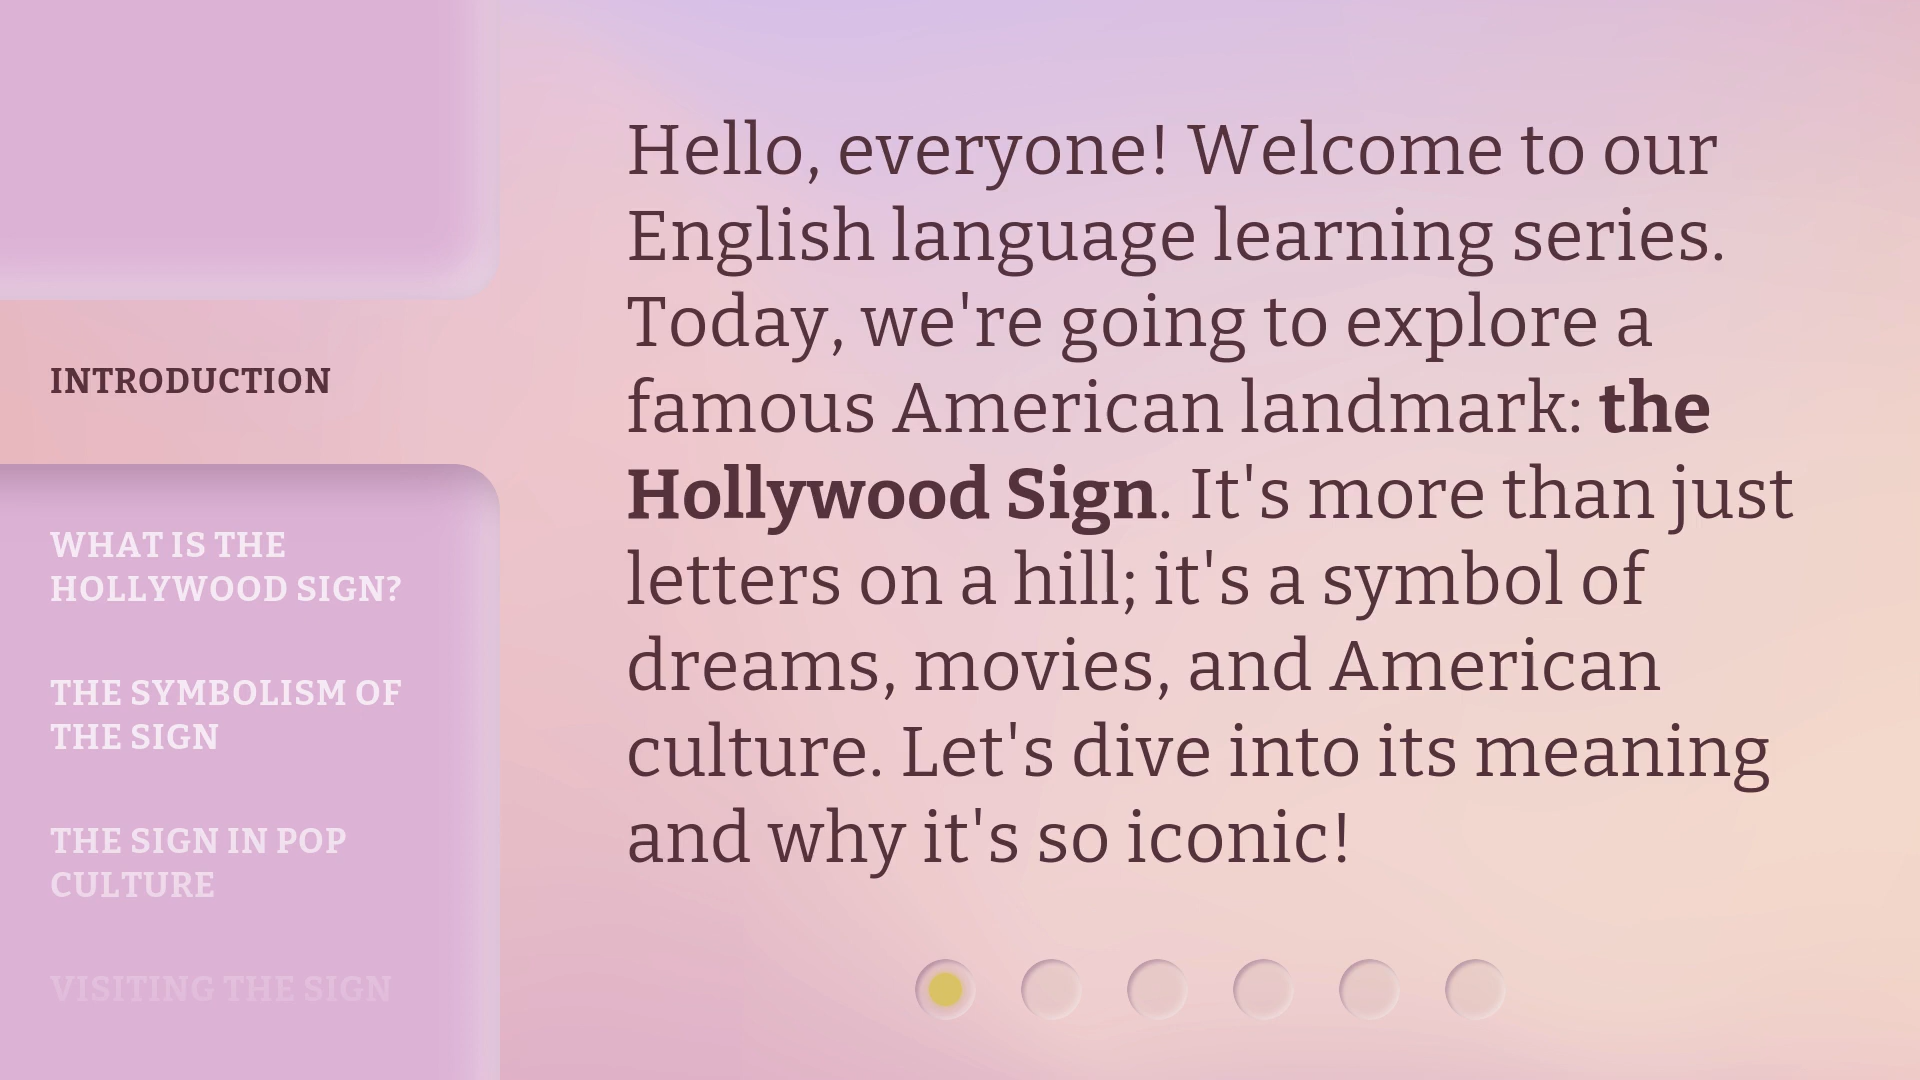 INTRODUCTION
WHAT IS THE
HOLLYWOOD SIGN?
THE SYMBOLISM OF
THE SIGN
THE SIGN IN POP
CULTURE
VISITING THE SIGN
Hello, everyone! Welcome to our
English language learning series.
Today, we're going to explore a
famous American landmark: the
Hollywood Sign. It's more than just
letters on a hill; it's a symbol of
dreams, movies, and American
culture. Let's dive into its meaning
and why it's so iconic!